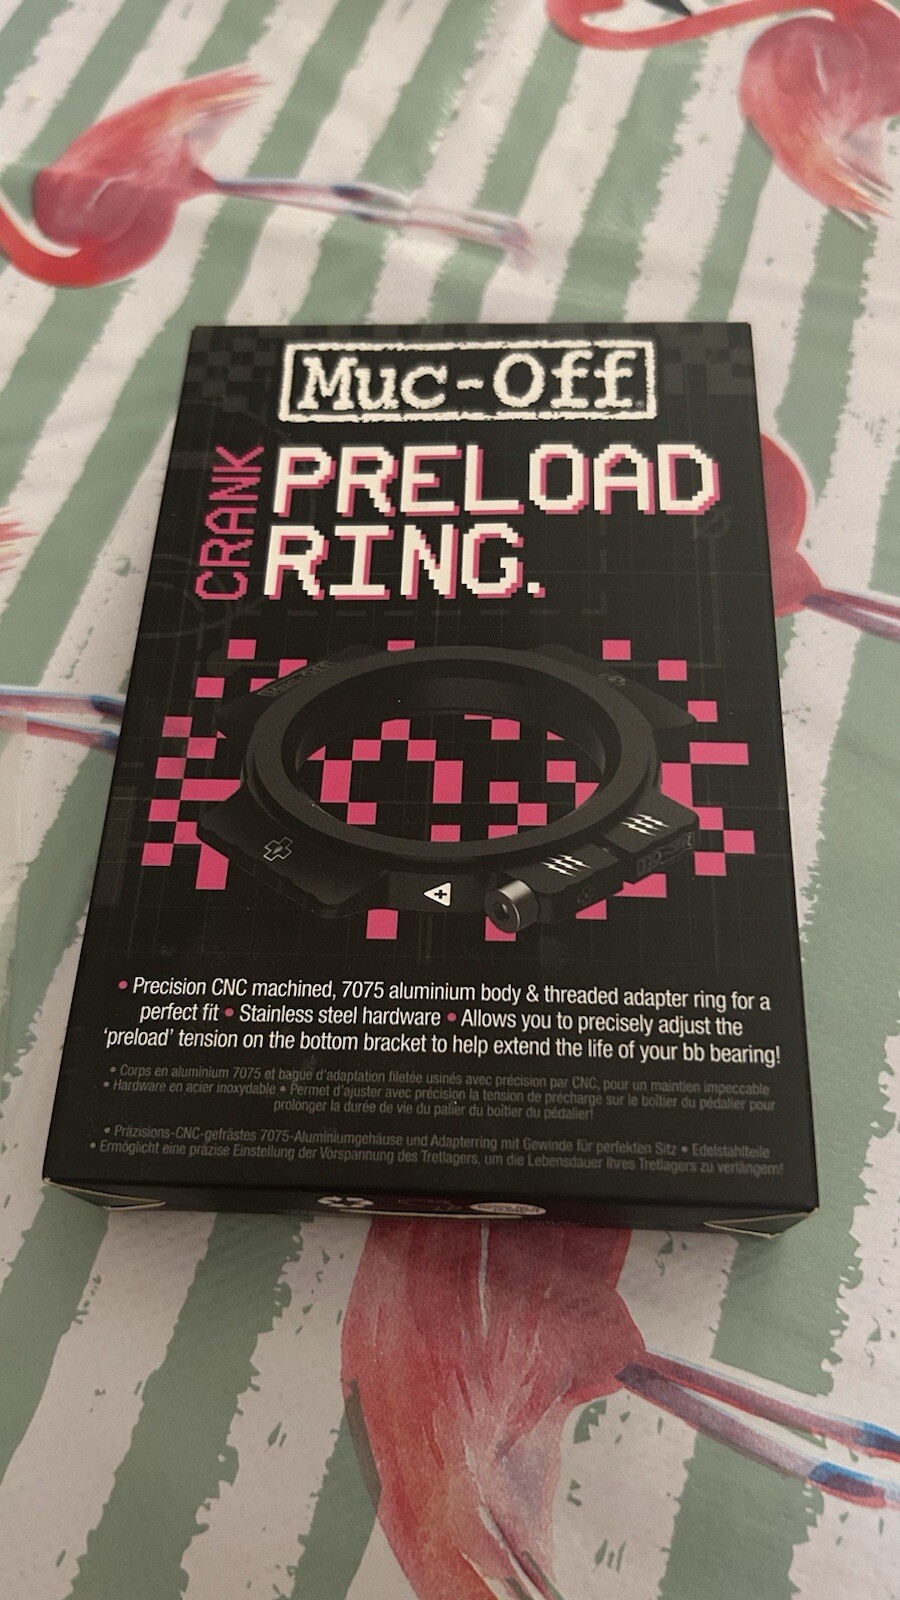 Muc-Off
CRANK
PRELOAD
RING.
• Precision CNC machined, 7075 aluminium body & threaded adapter ring for a
perfect fit • Stainless steel hardware • Allows you to precisely adjust the
'preload' tension on the bottom bracket to help extend the life of your bb bearing!
• Corps en aluminium 7075 et bague d'adaptation filetée usinés avec précision par CNC, pour un maintien impeccable
• Hardware en acier inoxydable • Permet d'ajuster avec précision la tension de précharge sur le boîtier du pédalier pour
prolonger la durée de vie du palier du boîtier du pédalier!
• Präzisions-CNC-gefrästes 7075-Aluminiumgehäuse und Adapterring mit Gewinde für perfekten Sitz • Edelstahlteile
• Ermöglicht eine präzise Einstellung der Vorspannung des Tretlagers, um die Lebensdauer Ihres Tretlagers zu verlängern!